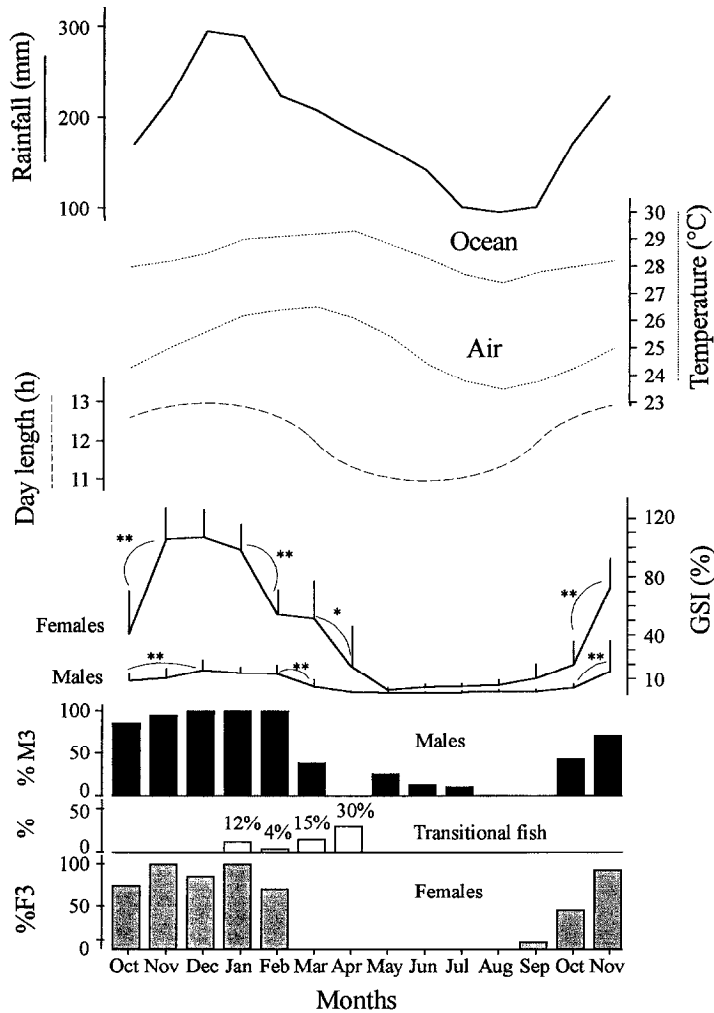 Rainfall (mm)
300
200
100
Ocean
Air
Temperature (°C)
30
29
28
27
26
25
24
23
Day length (h)
13
12
11
GSI (%)
120
80
40
10
Females
Males
**
**
*
**
**
**
**
% M3
100
50
0
Males
%
50
0
12%
4%
15%
30%
Transitional fish
%F3
100
50
0
Females
Oct Nov Dec Jan Feb Mar Apr May Jun Jul Aug Sep Oct Nov
Months